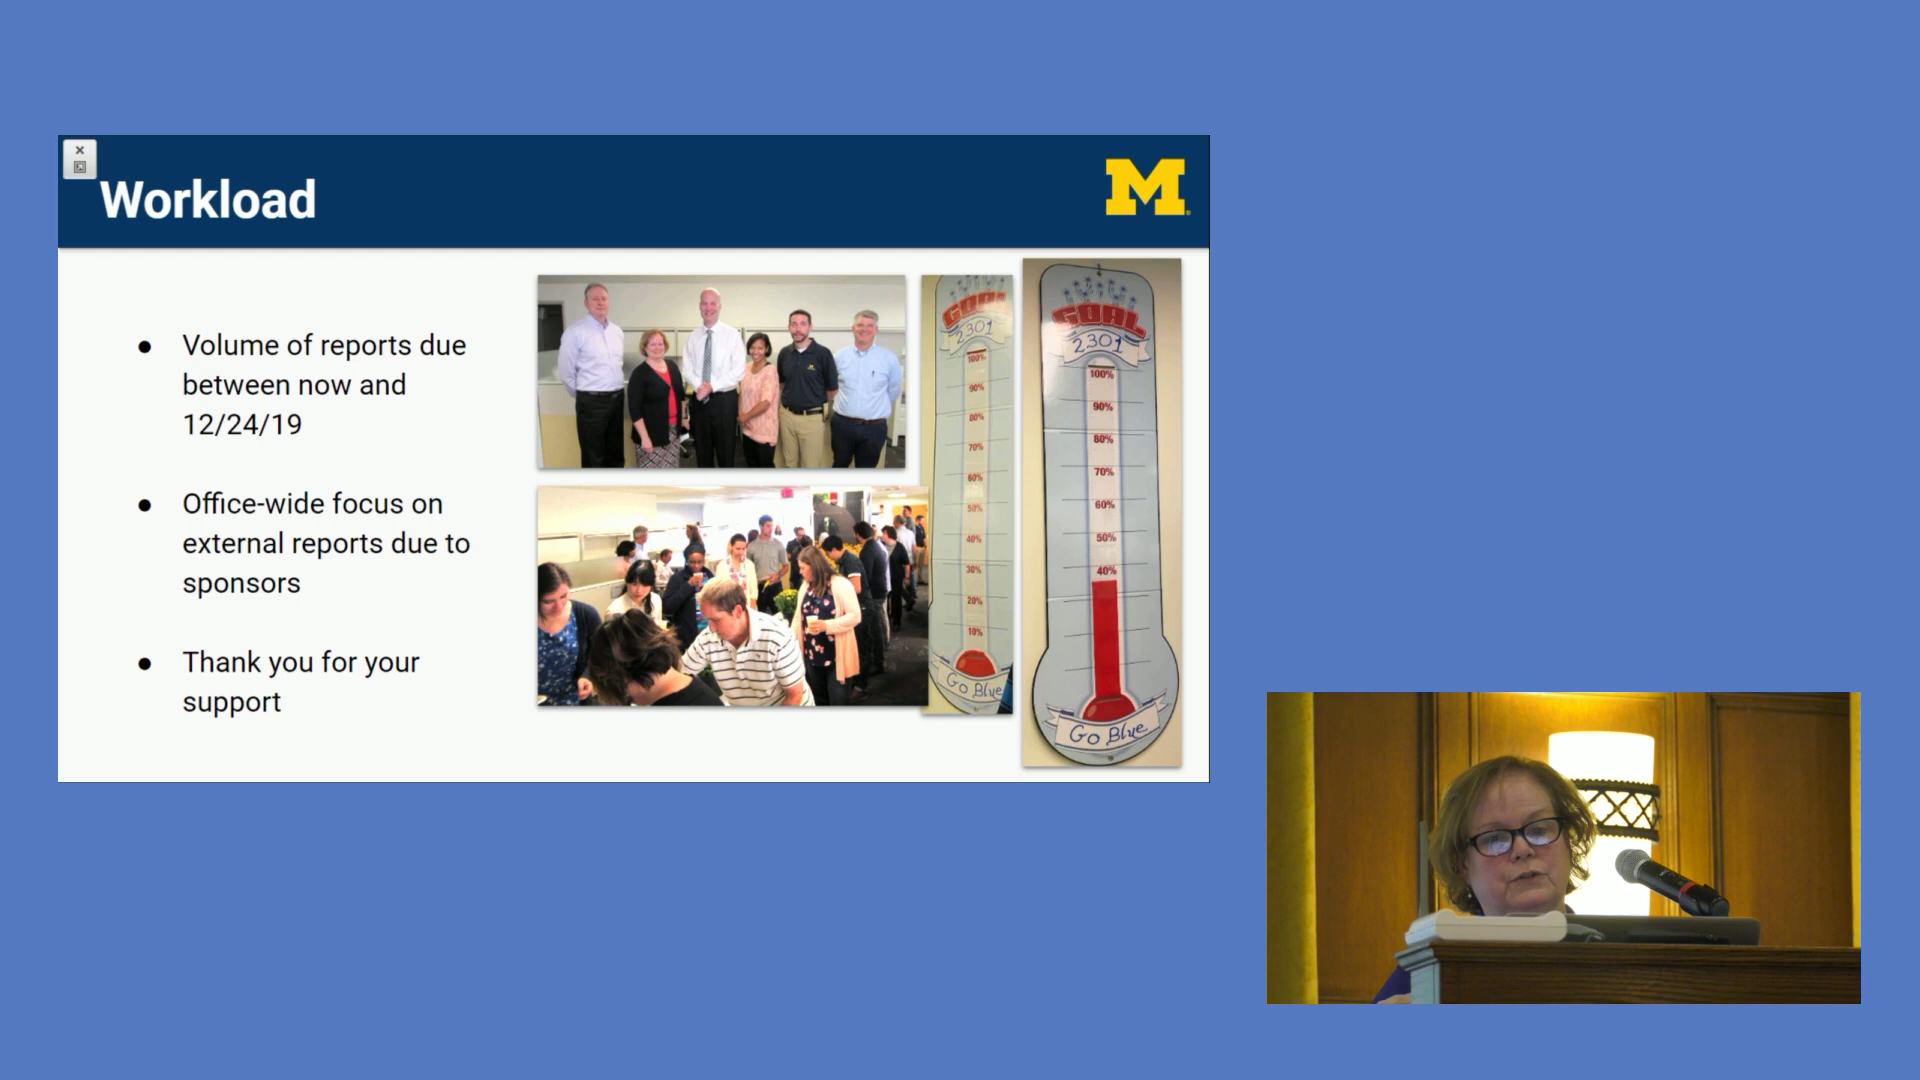 Workload
M
● Volume of reports due
between now and
12/24/19
● Office-wide focus on
external reports due to
sponsors
● Thank you for your
support
GOAL
2301
100%
90%
80%
70%
60%
50%
40%
30%
20%
10%
Go Blue
GOAL
2301
100%
90%
80%
70%
60%
50%
40%
Go Blue